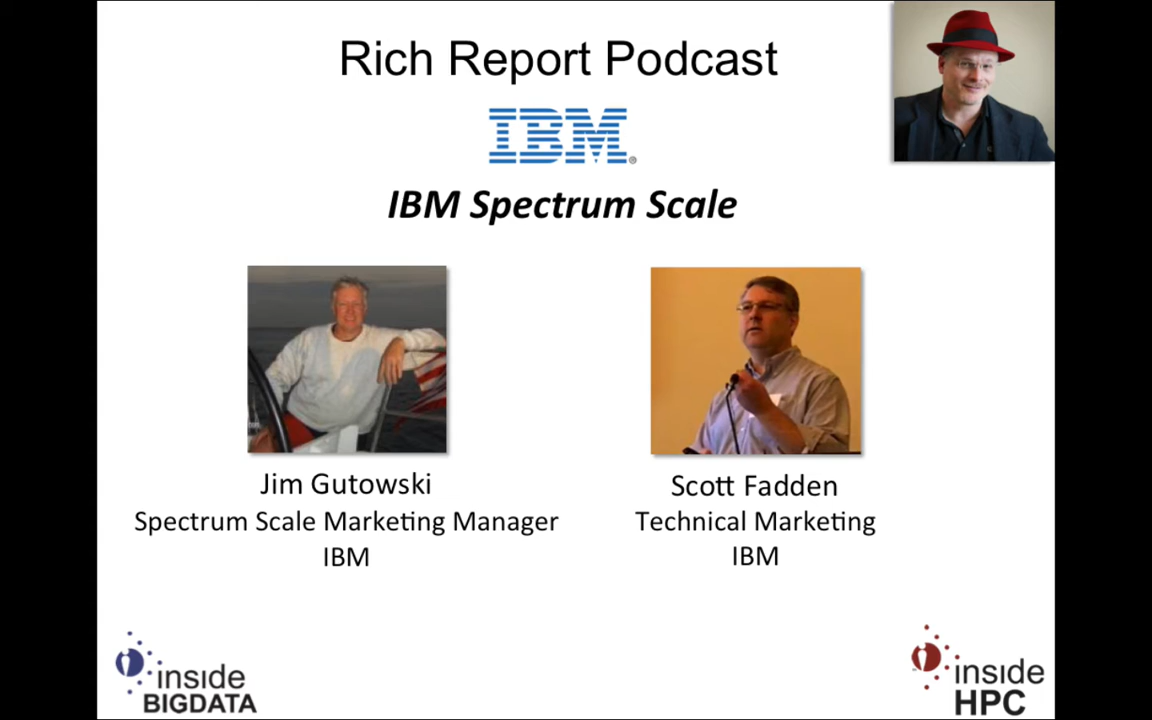 Rich Report Podcast
IBM®
IBM Spectrum Scale
Jim Gutowski
Spectrum Scale Marketing Manager
IBM
Scott Fadden
Technical Marketing
IBM
inside
BIGDATA
inside
HPC